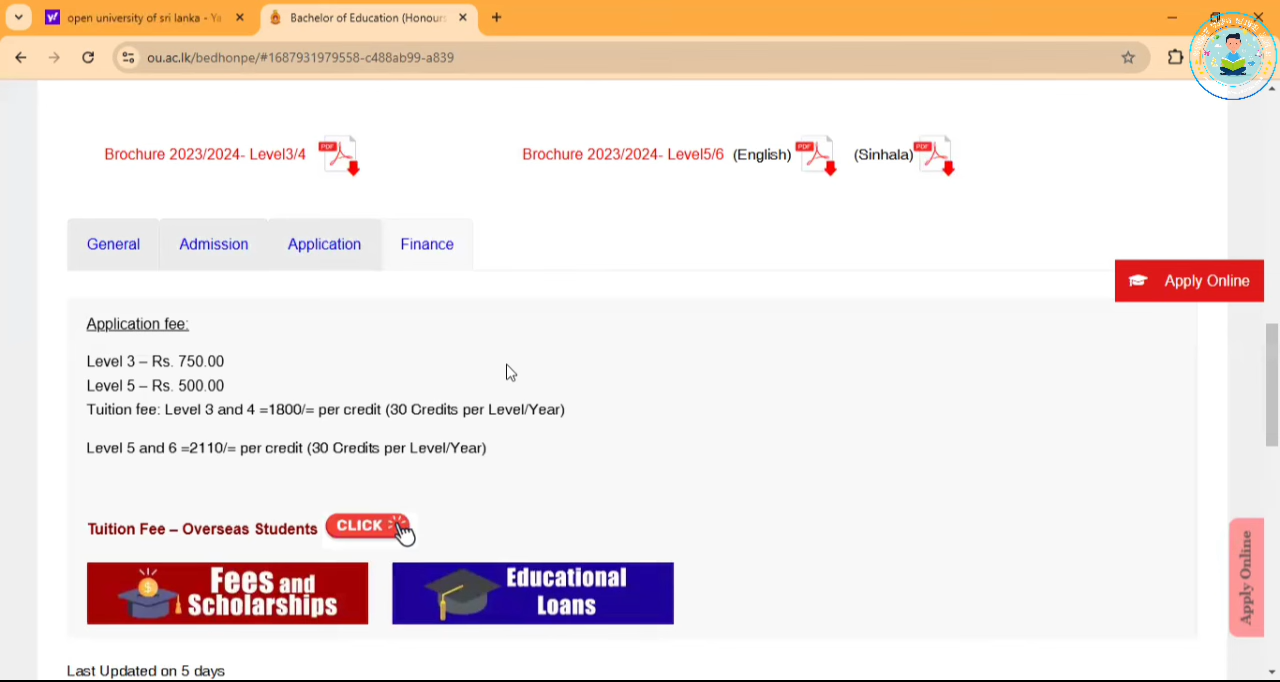 open university of sri lanka - Ya
Bachelor of Education (Honour
ou.ac.lk/bedhonpe/#1687931979558-c488ab99-a839
Brochure 2023/2024- Level3/4
Brochure 2023/2024- Level5/6 (English) (Sinhala)
General Admission Application Finance
Apply Online
Application fee:
Level 3 – Rs. 750.00
Level 5 – Rs. 500.00
Tuition fee: Level 3 and 4 =1800/= per credit (30 Credits per Level/Year)
Level 5 and 6 =2110/= per credit (30 Credits per Level/Year)
Tuition Fee – Overseas Students CLICK
Fees and
Scholarships
Educational
Loans
Apply Online
Last Updated on 5 days